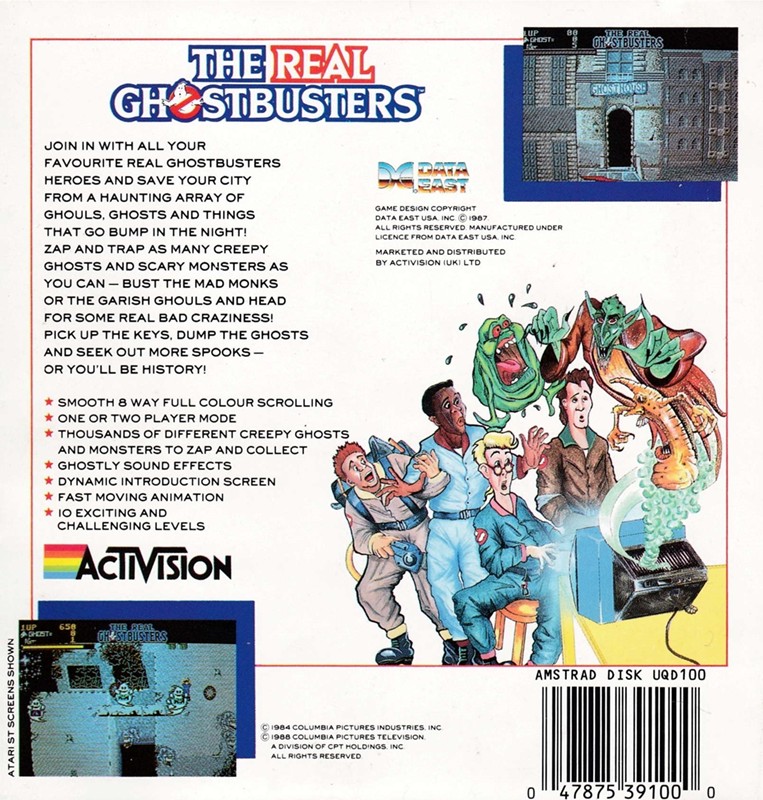 THE REAL
GHOSTBUSTERS™
JOIN IN WITH ALL YOUR
FAVOURITE REAL GHOSTBUSTERS
HEROES AND SAVE YOUR CITY
FROM A HAUNTING ARRAY OF
GHOULS, GHOSTS AND THINGS
THAT GO BUMP IN THE NIGHT!
ZAP AND TRAP AS MANY CREEPY
GHOSTS AND SCARY MONSTERS AS
YOU CAN — BUST THE MAD MONKS
OR THE GARISH GHOULS AND HEAD
FOR SOME REAL BAD CRAZINESS!
PICK UP THE KEYS, DUMP THE GHOSTS
AND SEEK OUT MORE SPOOKS —
OR YOU'LL BE HISTORY!
★ SMOOTH 8 WAY FULL COLOUR SCROLLING
★ ONE OR TWO PLAYER MODE
★ THOUSANDS OF DIFFERENT CREEPY GHOSTS
AND MONSTERS TO ZAP AND COLLECT
★ GHOSTLY SOUND EFFECTS
★ DYNAMIC INTRODUCTION SCREEN
★ FAST MOVING ANIMATION
★ 10 EXCITING AND
CHALLENGING LEVELS
ACTIVISION
1UP 00
GHOST× 0
THE REAL
GHOSTBUSTERS
GHOSTHOUSE
DATA
EAST
GAME DESIGN COPYRIGHT
DATA EAST USA, INC. © 1987.
ALL RIGHTS RESERVED. MANUFACTURED UNDER
LICENCE FROM DATA EAST USA, INC.
MARKETED AND DISTRIBUTED
BY ACTIVISION (UK) LTD
1UP 650
GHOST× 0
1
THE REAL
GHOSTBUSTERS
ATARI ST SCREENS SHOWN
© 1984 COLUMBIA PICTURES INDUSTRIES, INC.
© 1988 COLUMBIA PICTURES TELEVISION,
A DIVISION OF CPT HOLDINGS, INC.
ALL RIGHTS RESERVED
AMSTRAD DISK UQD100
0 47875 39100 0